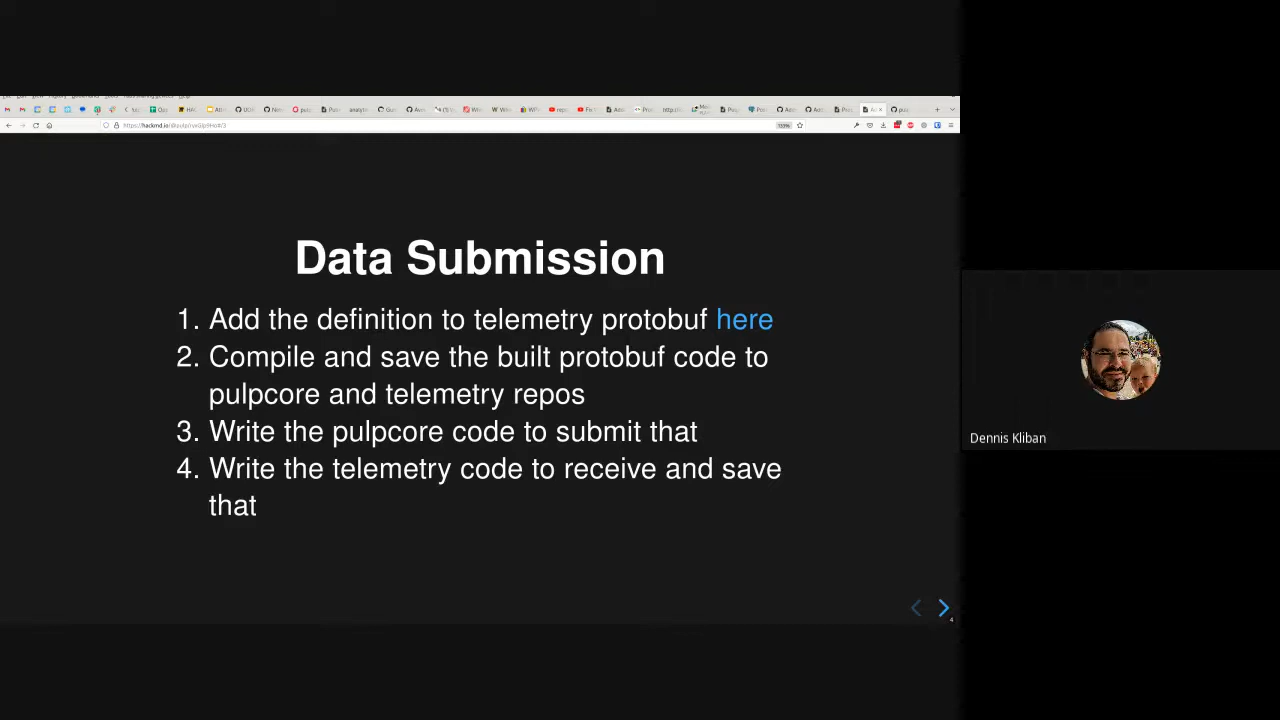 Data Submission
1. Add the definition to telemetry protobuf here
2. Compile and save the built protobuf code to
pulpcore and telemetry repos
3. Write the pulpcore code to submit that
4. Write the telemetry code to receive and save
that
4
Dennis Kliban